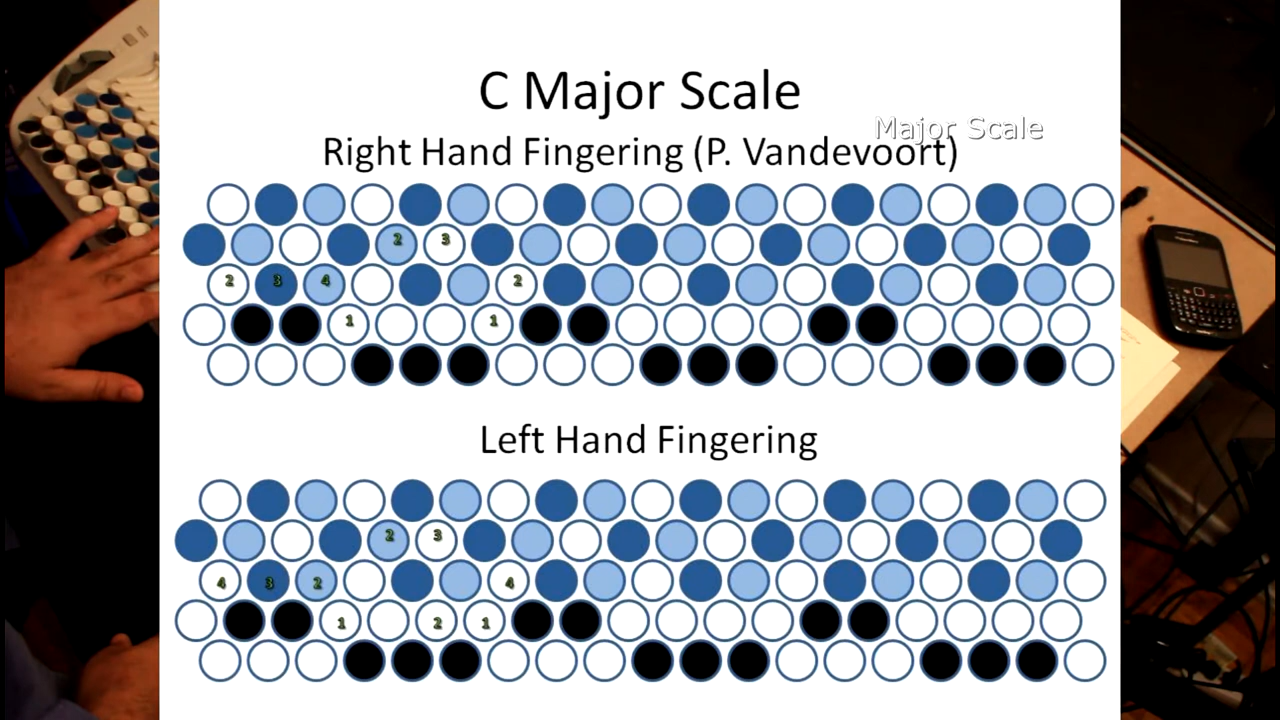 C Major Scale
Major Scale
Right Hand Fingering (P. Vandevoort)
2 3
2 3 4 2
1 1
Left Hand Fingering
2 3
4 3 2 4
1 2 1